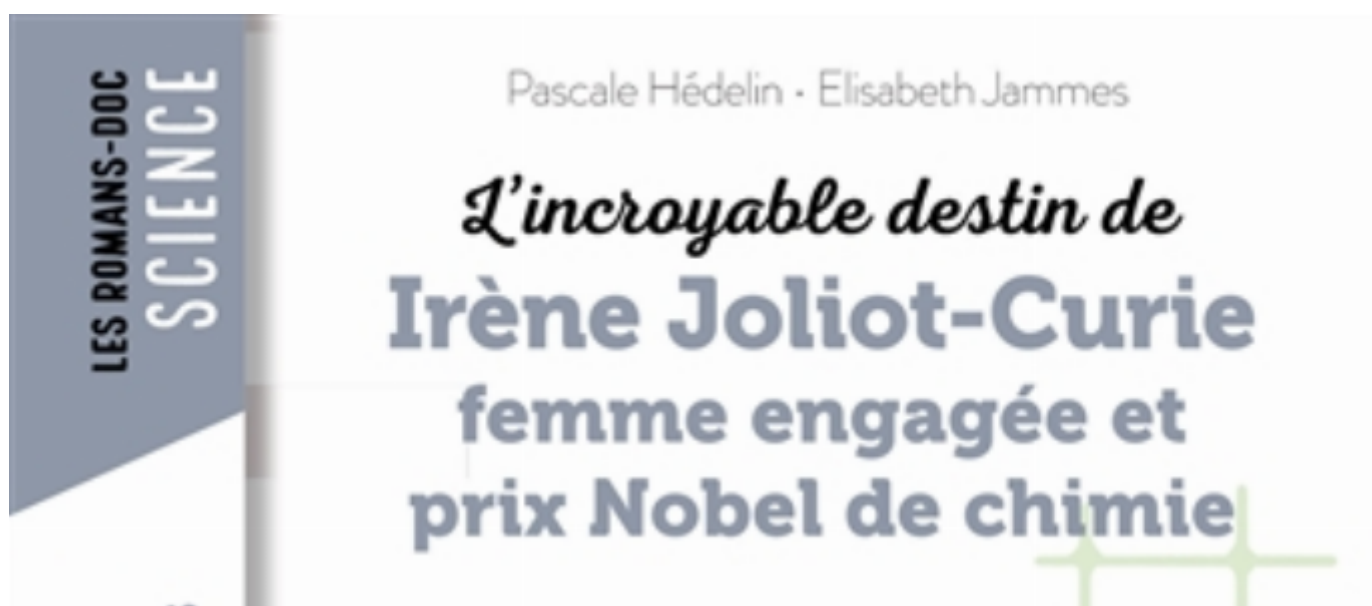 LES ROMANS-DOC
SCIENCE
Pascale Hédelin • Elisabeth Jammes
L'incroyable destin de
Irène Joliot-Curie
femme engagée et
prix Nobel de chimie